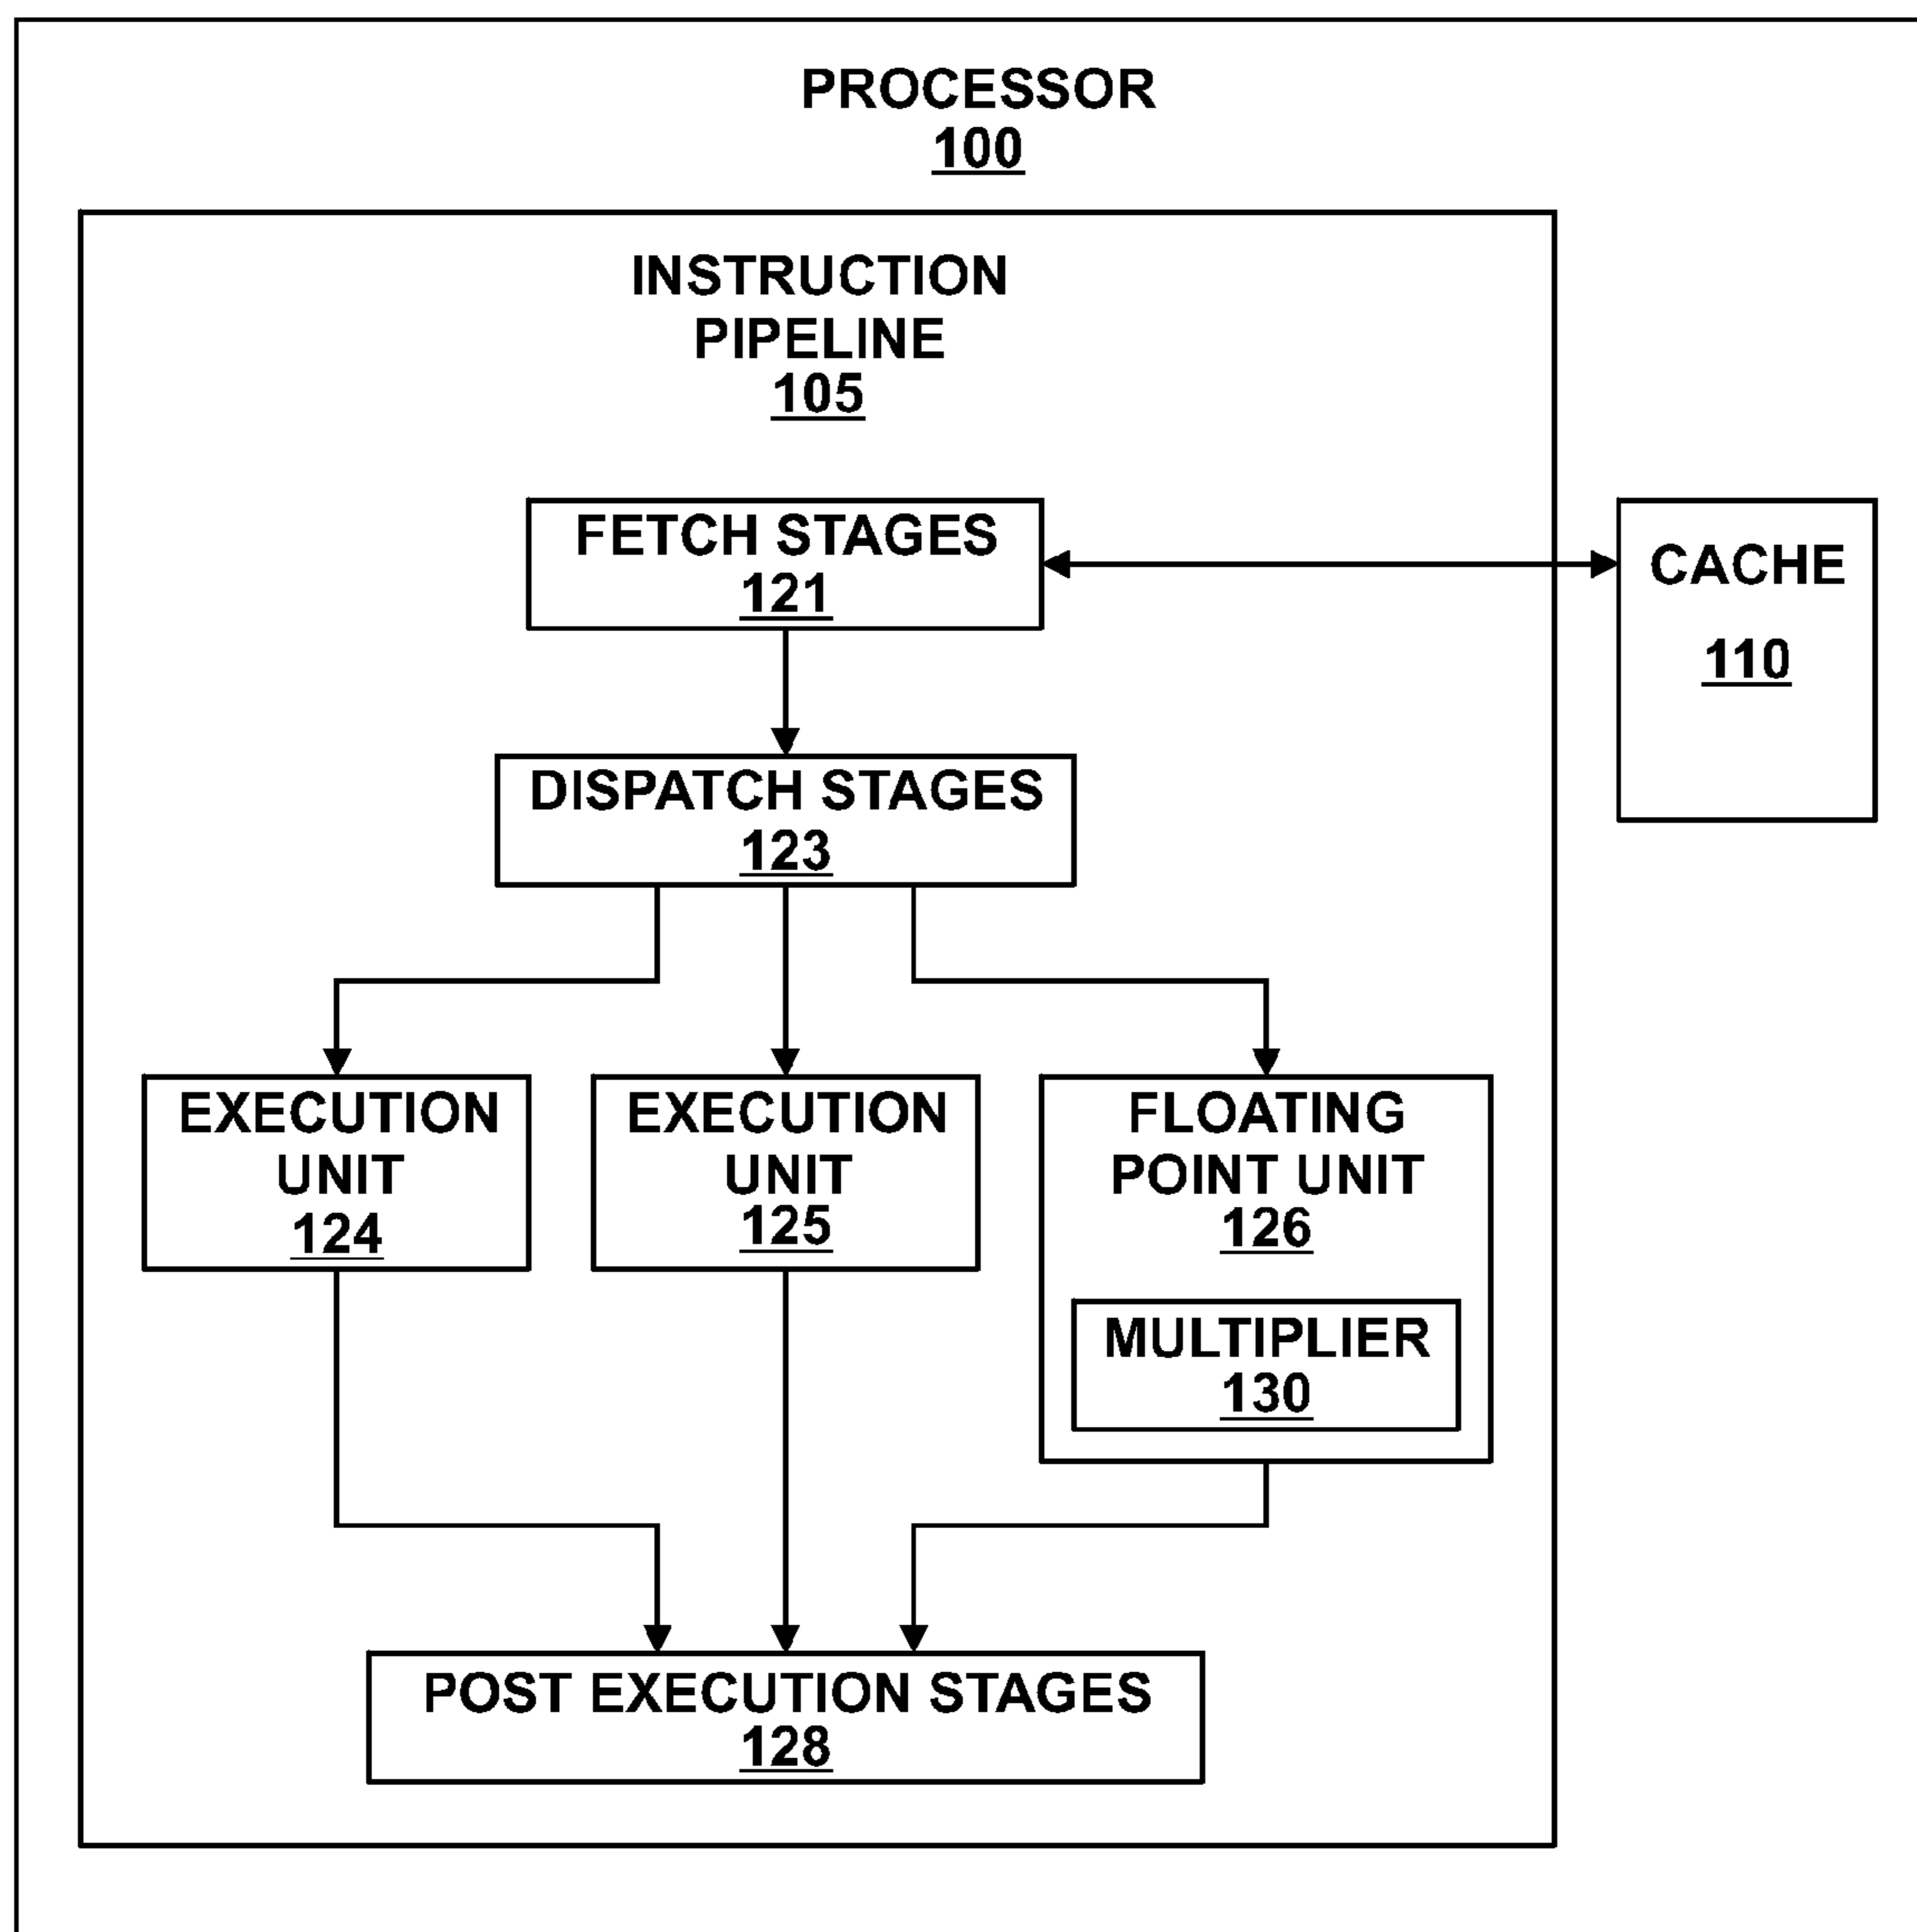 PROCESSOR
100
INSTRUCTION
PIPELINE
105
FETCH STAGES
121
CACHE
110
DISPATCH STAGES
123
EXECUTION
UNIT
124
EXECUTION
UNIT
125
FLOATING
POINT UNIT
126
MULTIPLIER
130
POST EXECUTION STAGES
128